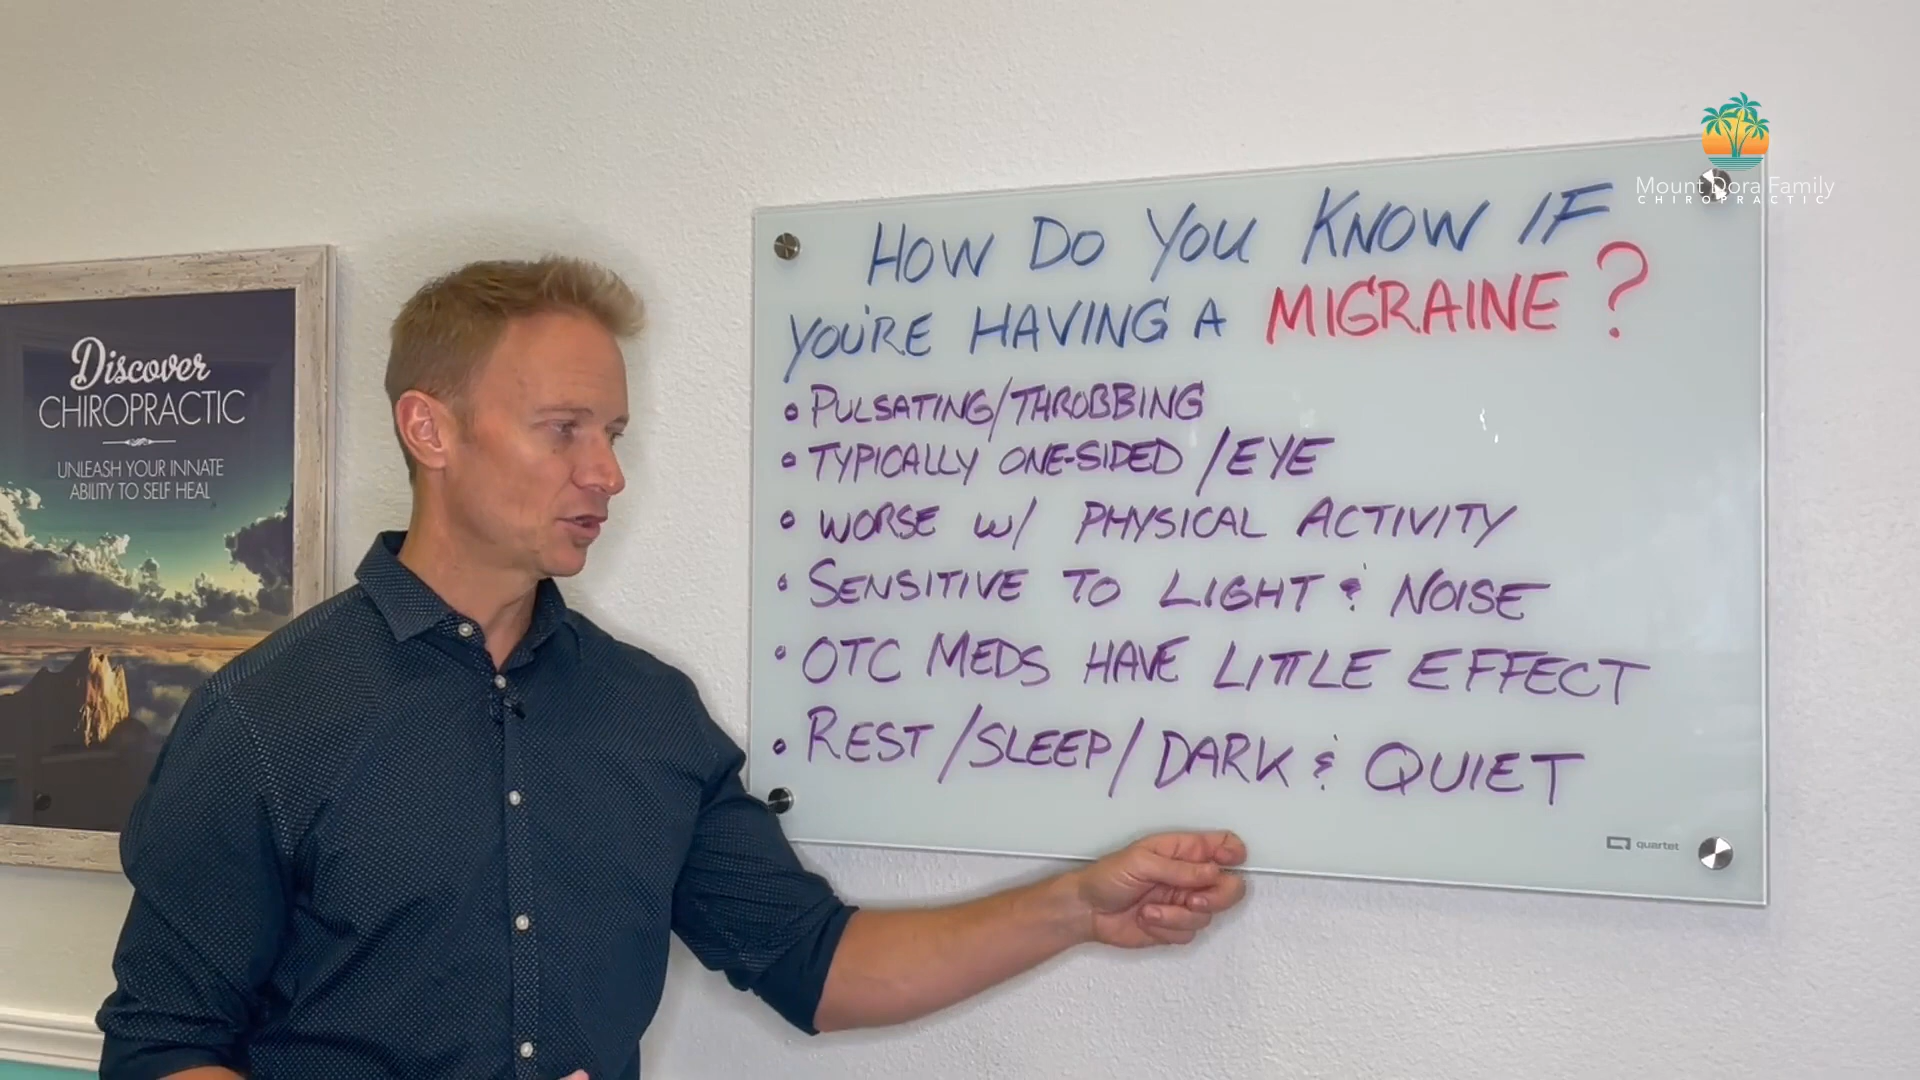 Discover
CHIROPRACTIC
UNLEASH YOUR INNATE
ABILITY TO SELF HEAL
Mount Dora Family
CHIROPRACTIC
HOW DO YOU KNOW IF
YOU'RE HAVING A MIGRAINE?
• PULSATING/THROBBING
• TYPICALLY ONE-SIDED/EYE
• WORSE W/ PHYSICAL ACTIVITY
• SENSITIVE TO LIGHT & NOISE
• OTC MEDS HAVE LITTLE EFFECT
• REST/SLEEP/DARK & QUIET
quartet